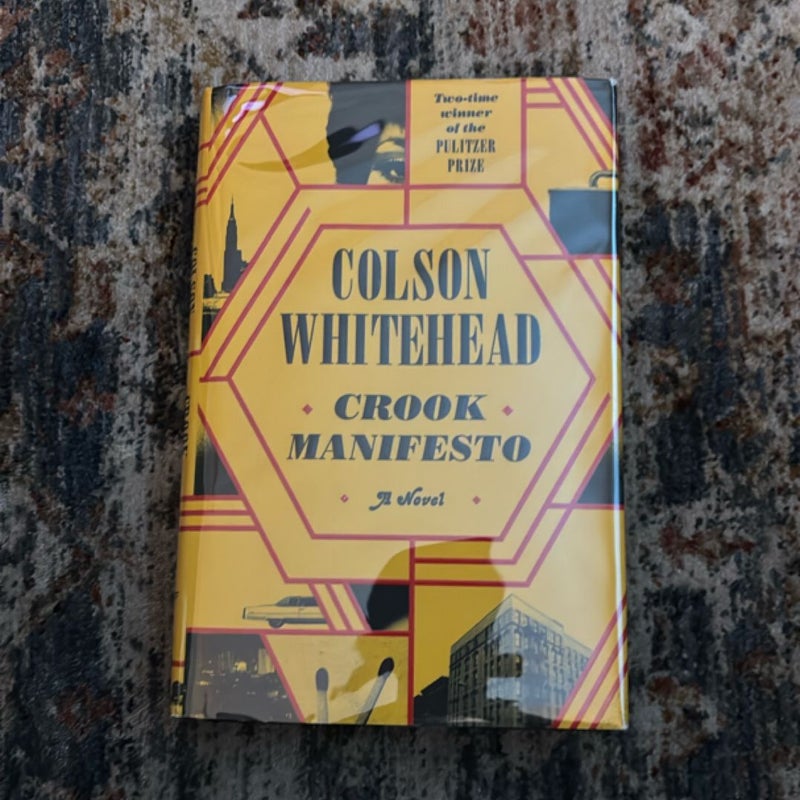 Two-time
winner
of the
PULITZER
PRIZE
COLSON
WHITEHEAD
CROOK
MANIFESTO
A Novel